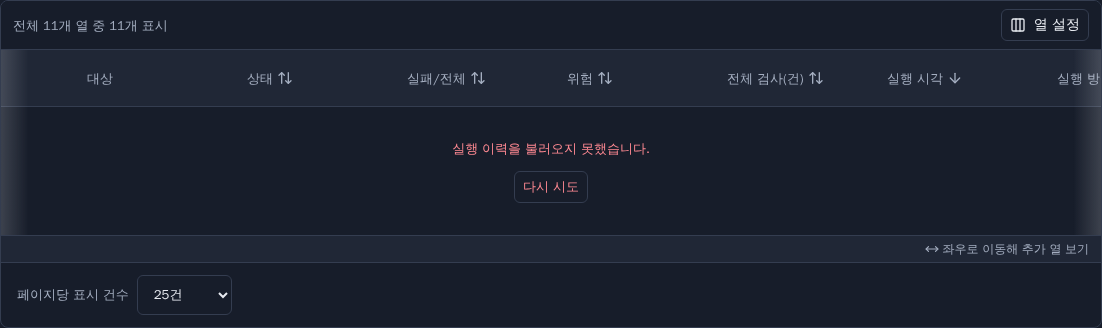 전체 11개 열 중 11개 표시
열 설정
대상 상태 실패/전체 위험 전체 검사(건) 실행 시각 실행 방
실행 이력을 불러오지 못했습니다.
다시 시도
좌우로 이동해 추가 열 보기
페이지당 표시 건수 25건